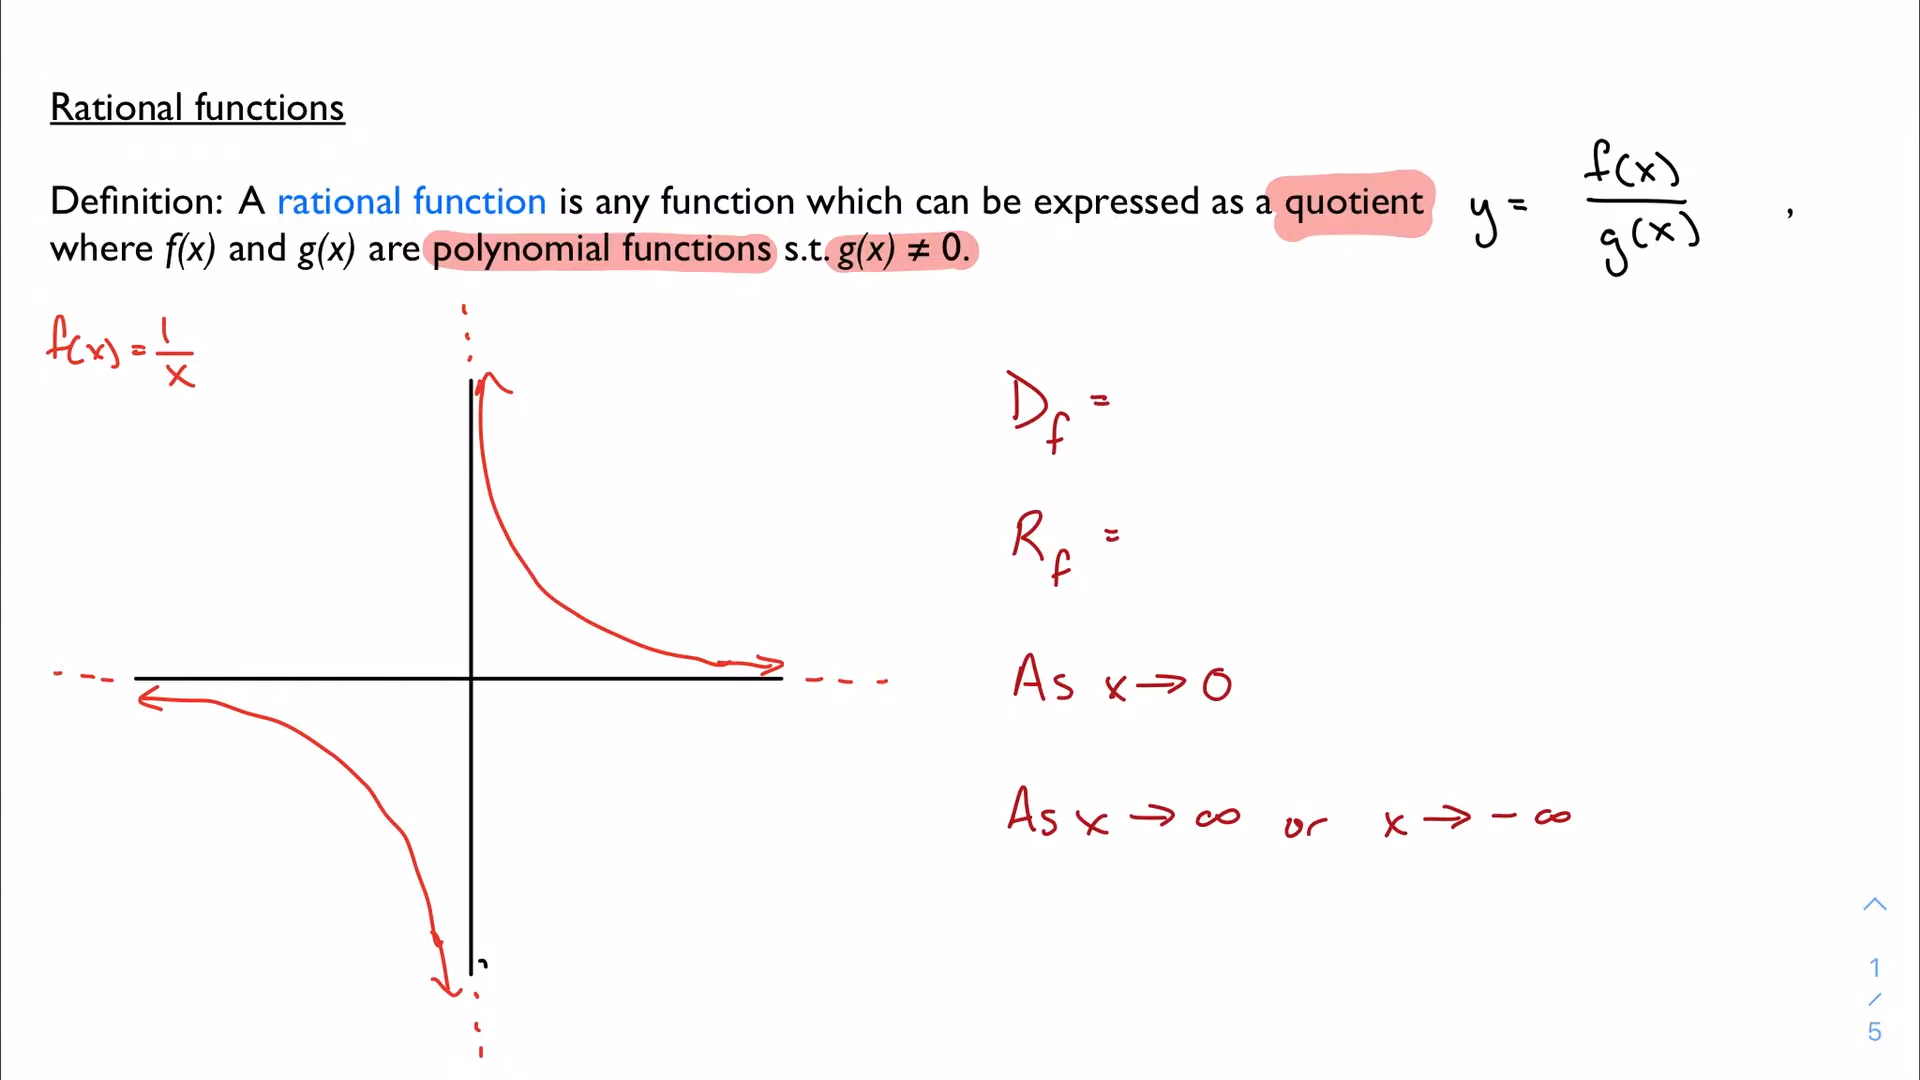 Rational functions
Definition: A rational function is any function which can be expressed as a quotient y = f(x)/g(x) ,
where f(x) and g(x) are polynomial functions s.t. g(x) ≠ 0.
f(x) = 1/x
D_f =
R_f =
As x → 0
As x → ∞ or x → - ∞
1
/
5